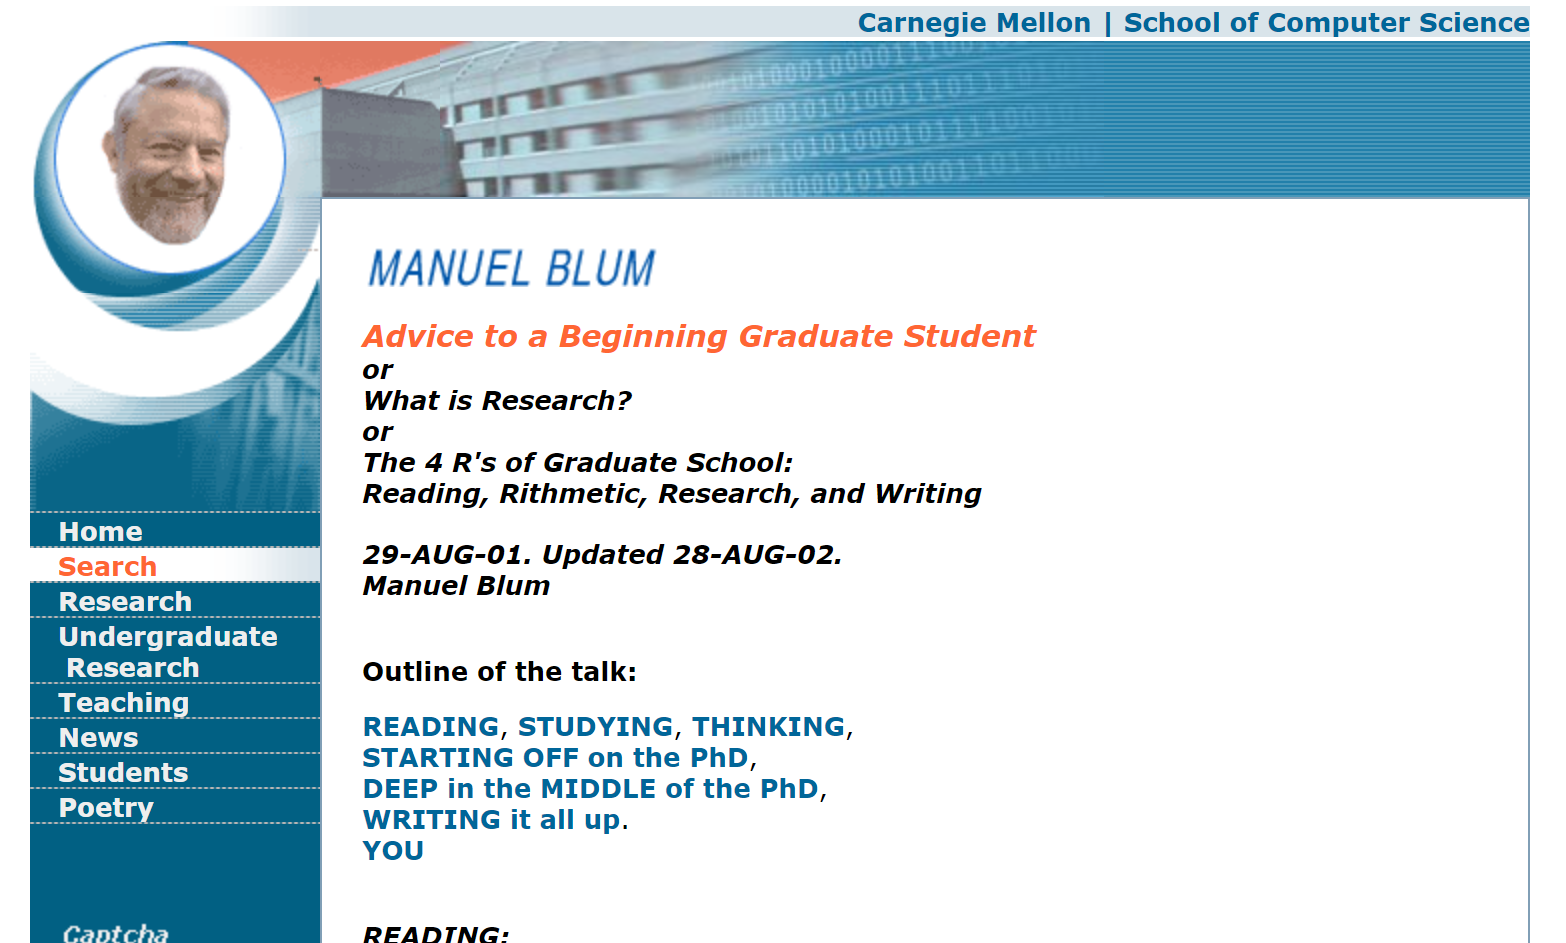 Carnegie Mellon | School of Computer Science
MANUEL BLUM
Advice to a Beginning Graduate Student
or
What is Research?
or
The 4 R's of Graduate School:
Reading, Rithmetic, Research, and Writing
29-AUG-01. Updated 28-AUG-02.
Manuel Blum
Outline of the talk:
READING, STUDYING, THINKING,
STARTING OFF on the PhD,
DEEP in the MIDDLE of the PhD,
WRITING it all up.
YOU
READING:
Home
Search
Research
Undergraduate
Research
Teaching
News
Students
Poetry
Captcha